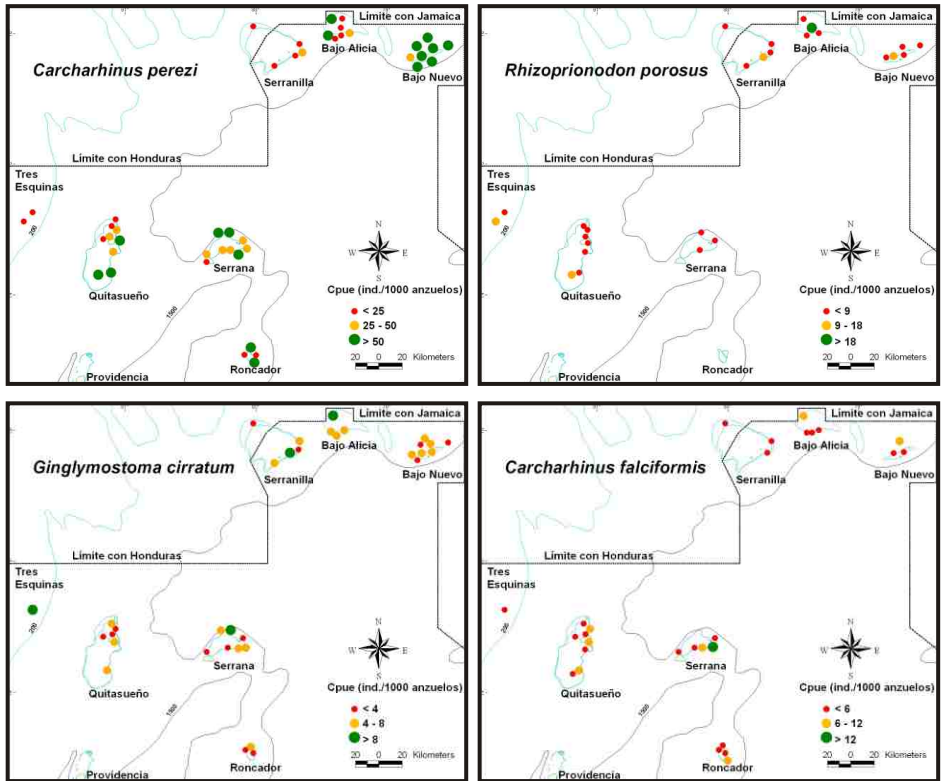 Límite con Jamaica
Bajo Alicia
Carcharhinus perezi
Serranilla
Bajo Nuevo
Límite con Honduras
Tres
Esquinas
200
N
W E
S
Serrana
Cpue (ind./1000 anzuelos)
< 25
25 - 50
> 50
Quitasueño
1500
20 0 20 Kilometers
Providencia
Roncador
Límite con Jamaica
Bajo Alicia
Rhizoprionodon porosus
Serranilla
Bajo Nuevo
Límite con Honduras
Tres
Esquinas
200
N
W E
S
Serrana
Cpue (ind./1000 anzuelos)
< 9
9 - 18
> 18
Quitasueño
1500
20 0 20 Kilometers
Providencia
Roncador
Límite con Jamaica
Bajo Alicia
Ginglymostoma cirratum
Serranilla
Bajo Nuevo
Límite con Honduras
Tres
Esquinas
200
N
W E
S
Serrana
Cpue (ind./1000 anzuelos)
< 4
4 - 8
> 8
Quitasueño
1500
20 0 20 Kilometers
Providencia
Roncador
Límite con Jamaica
Bajo Alicia
Carcharhinus falciformis
Serranilla
Bajo Nuevo
Límite con Honduras
Tres
Esquinas
200
N
W E
S
Serrana
Cpue (ind./1000 anzuelos)
< 6
6 - 12
> 12
Quitasueño
1500
20 0 20 Kilometers
Providencia
Roncador